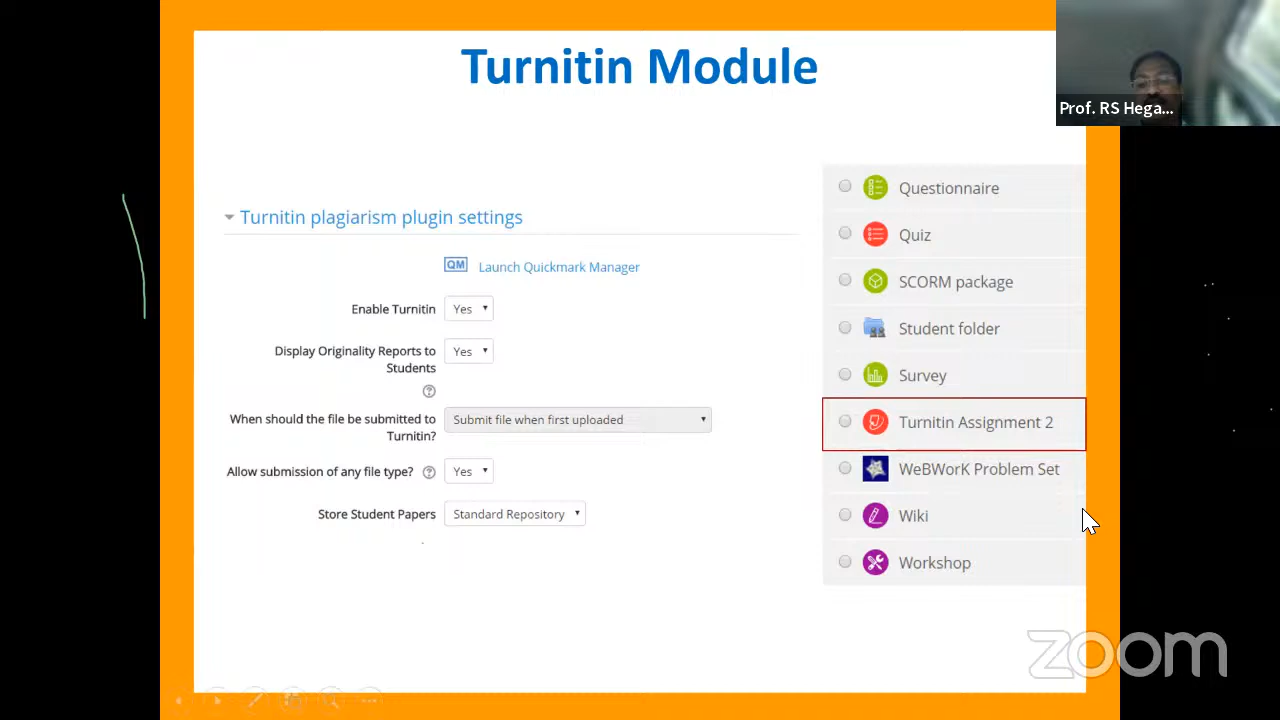 Turnitin Module
Prof. RS Hega...
Turnitin plagiarism plugin settings
QM Launch Quickmark Manager
Enable Turnitin Yes
Display Originality Reports to
Students
Yes
?
When should the file be submitted to
Turnitin?
Submit file when first uploaded
Allow submission of any file type? ? Yes
Store Student Papers Standard Repository
Questionnaire
Quiz
SCORM package
Student folder
Survey
Turnitin Assignment 2
WeBWorK Problem Set
Wiki
Workshop
zoom